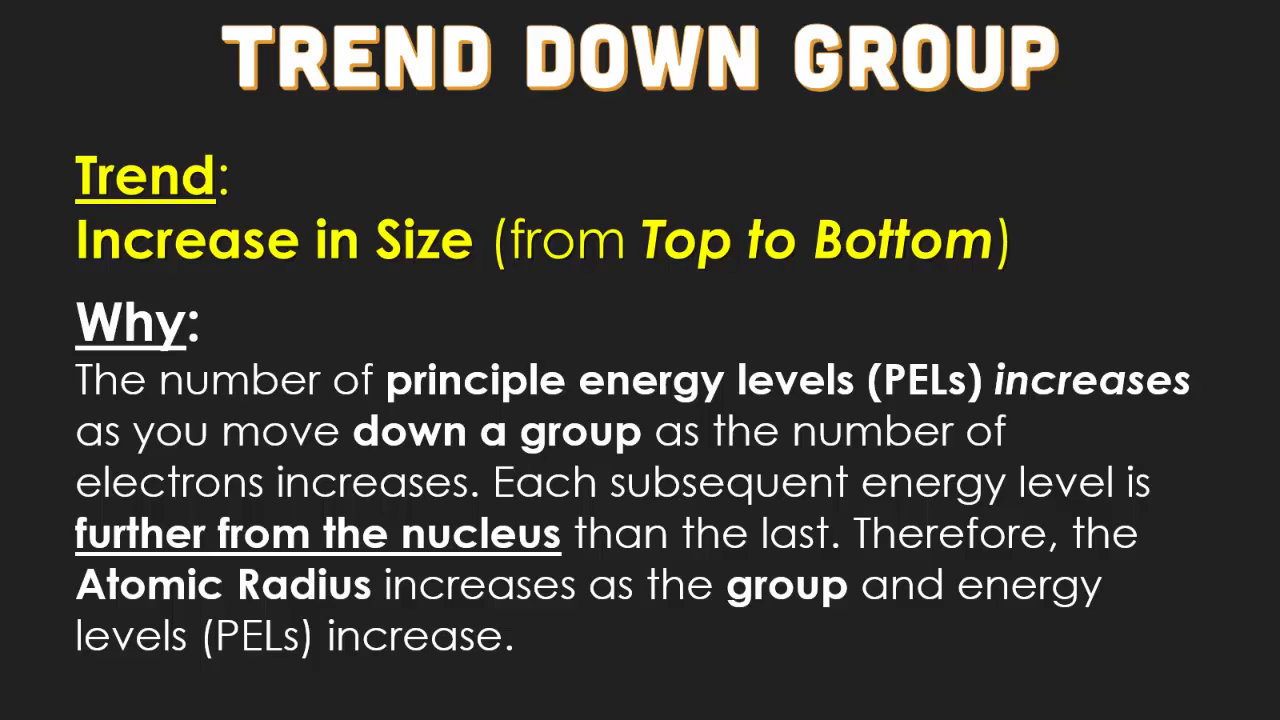 TREND DOWN GROUP
Trend:
Increase in Size (from Top to Bottom)
Why:
The number of principle energy levels (PELs) increases
as you move down a group as the number of
electrons increases. Each subsequent energy level is
further from the nucleus than the last. Therefore, the
Atomic Radius increases as the group and energy
levels (PELs) increase.